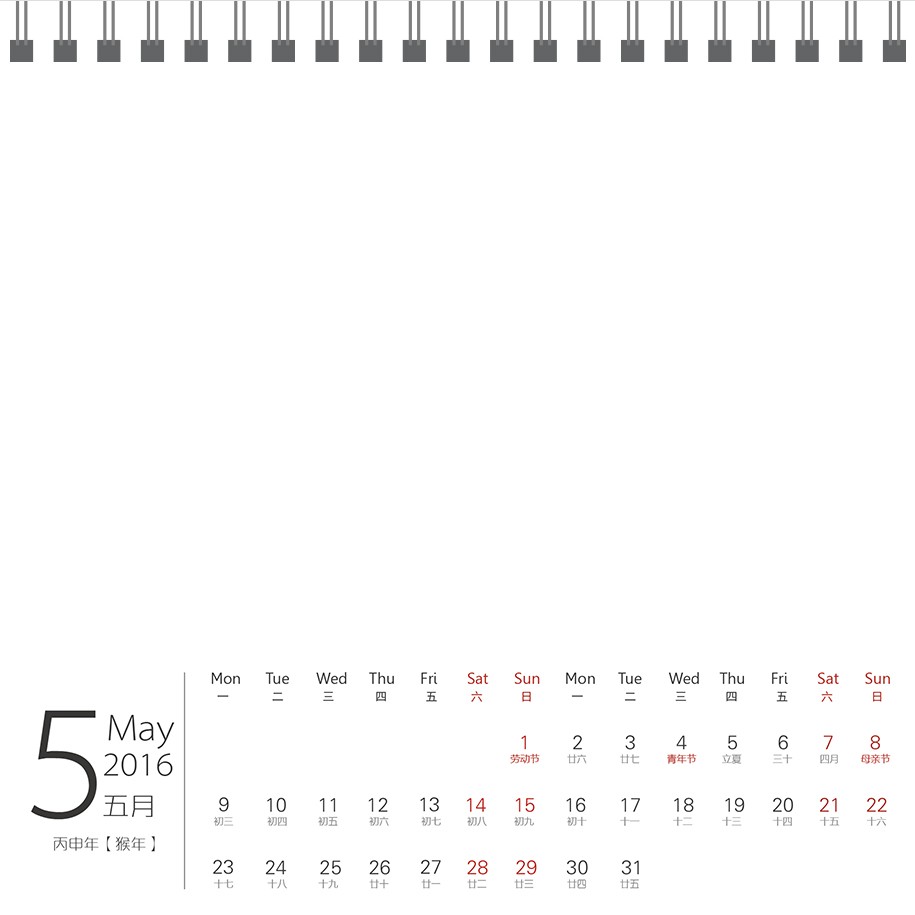 Mon Tue Wed Thu Fri Sat Sun Mon Tue Wed Thu Fri Sat Sun
一 二 三 四 五 六 日 一 二 三 四 五 六 日
5
May
2016
五月
丙申年【猴年】
1 2 3 4 5 6 7 8
劳动节 廿六 廿七 青年节 立夏 三十 四月 母亲节
9 10 11 12 13 14 15 16 17 18 19 20 21 22
初三 初四 初五 初六 初七 初八 初九 初十 十一 十二 十三 十四 十五 十六
23 24 25 26 27 28 29 30 31
十七 十八 十九 廿十 廿一 廿二 廿三 廿四 廿五